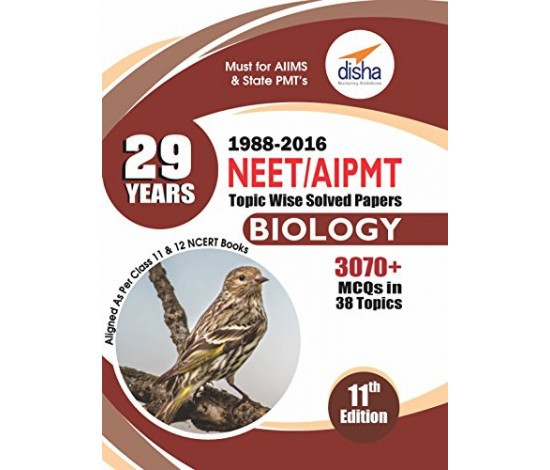 Must for AIIMS
& State PMT's
disha
29
YEARS
1988-2016
NEET/AIPMT
Topic Wise Solved Papers
BIOLOGY
3070+
MCQs in
38 Topics
Aligned As Per Class 11 & 12 NCERT Books
11th
Edition